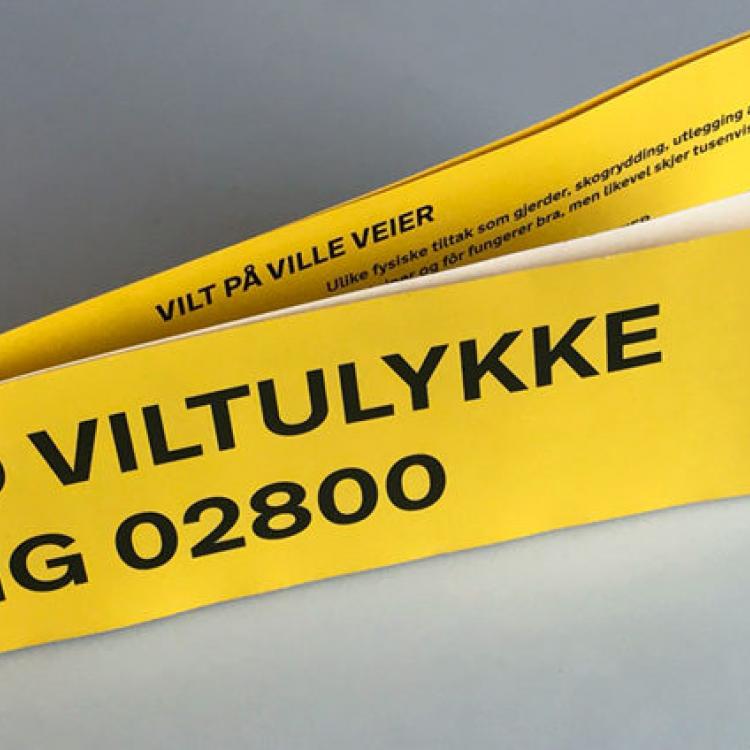 VILT PÅ VILLE VEIER
Ulike fysiske tiltak som gjerder, skogrydding, utlegging
og fôr fungerer bra, men likevel skjer
VILTULYKKE
02800